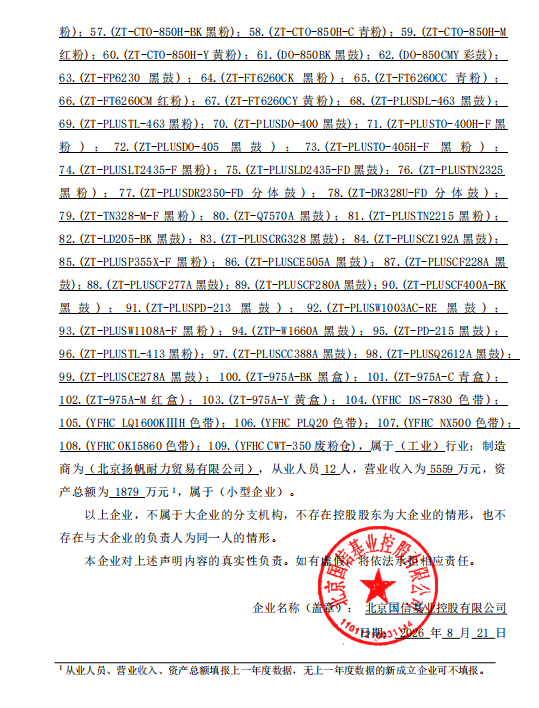 粉); 57.(ZT-CTO-850H-BK 黑粉); 58.(ZT-CTO-850H-C 青粉); 59.(ZT-CTO-850H-M
红粉); 60.(ZT-CTO-850H-Y 黄粉); 61.(DO-850BK 黑鼓); 62.(DO-850CMY 彩鼓);
63.(ZT-FP6230 黑鼓); 64.(ZT-FT6260CK 黑粉); 65.(ZT-FT6260CC 青粉);
66.(ZT-FT6260CM 红粉); 67.(ZT-FT6260CY 黄粉); 68.(ZT-PLUSDL-463 黑鼓);
69.(ZT-PLUSTL-463 黑粉); 70.(ZT-PLUSDO-400 黑鼓); 71.(ZT-PLUSTO-400H-F 黑
粉); 72.(ZT-PLUSDO-405 黑鼓); 73.(ZT-PLUSTO-405H-F 黑粉);
74.(ZT-PLUSLT2435-F 黑粉); 75.(ZT-PLUSLD2435-FD 黑鼓); 76.(ZT-PLUSTN2325
黑粉); 77.(ZT-PLUSDR2350-FD 分体鼓); 78.(ZT-DR328U-FD 分体鼓);
79.(ZT-TN328-M-F 黑粉); 80.(ZT-Q7570A 黑鼓); 81.(ZT-PLUSTN2215 黑粉);
82.(ZT-LD205-BK 黑鼓); 83.(ZT-PLUSCRG328 黑鼓); 84.(ZT-PLUSCZ192A 黑鼓);
85.(ZT-PLUSP355X-F 黑粉); 86.(ZT-PLUSCE505A 黑鼓); 87.(ZT-PLUSCF228A 黑
鼓); 88.(ZT-PLUSCF277A 黑鼓); 89.(ZT-PLUSCF280A 黑鼓); 90.(ZT-PLUSCF400A-BK
黑鼓); 91.(ZT-PLUSPD-213 黑鼓); 92.(ZT-PLUSW1003AC-RE 黑鼓);
93.(ZT-PLUSW1108A-F 黑粉); 94.(ZTP-W1660A 黑鼓); 95.(ZT-PD-215 黑鼓);
96.(ZT-PLUSTL-413 黑粉); 97.(ZT-PLUSCC388A 黑鼓); 98.(ZT-PLUSQ2612A 黑鼓);
99.(ZT-PLUSCE278A 黑鼓); 100.(ZT-975A-BK 黑盒); 101.(ZT-975A-C 青盒);
102.(ZT-975A-M 红盒); 103.(ZT-975A-Y 黄盒); 104.(YFHC DS-7830 色带);
105.(YFHC LQ1600KⅢH 色带); 106.(YFHC PLQ20 色带); 107.(YFHC NX500 色带);
108.(YFHC OKI5860 色带); 109.(YFHC CWT-350 废粉仓),属于（工业）行业；制造
商为（北京扬帆耐力贸易有限公司），从业人员 12 人，营业收入为 5559 万元，资
产总额为 1879 万元¹，属于（小型企业）。
以上企业，不属于大企业的分支机构，不存在控股股东为大企业的情形，也不
存在与大企业的负责人为同一人的情形。
本企业对上述声明内容的真实性负责。如有虚假，将依法承担相应责任。
企业名称（盖章）：北京国信基业控股有限公司
日期：2026 年 8 月 21 日
北京国信基业控股有限公司
¹ 从业人员、营业收入、资产总额填报上一年度数据，无上一年度数据的新成立企业可不填报。